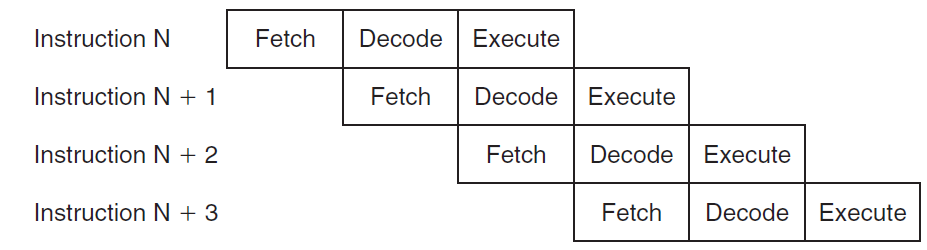 Instruction N Fetch Decode Execute
Instruction N + 1 Fetch Decode Execute
Instruction N + 2 Fetch Decode Execute
Instruction N + 3 Fetch Decode Execute